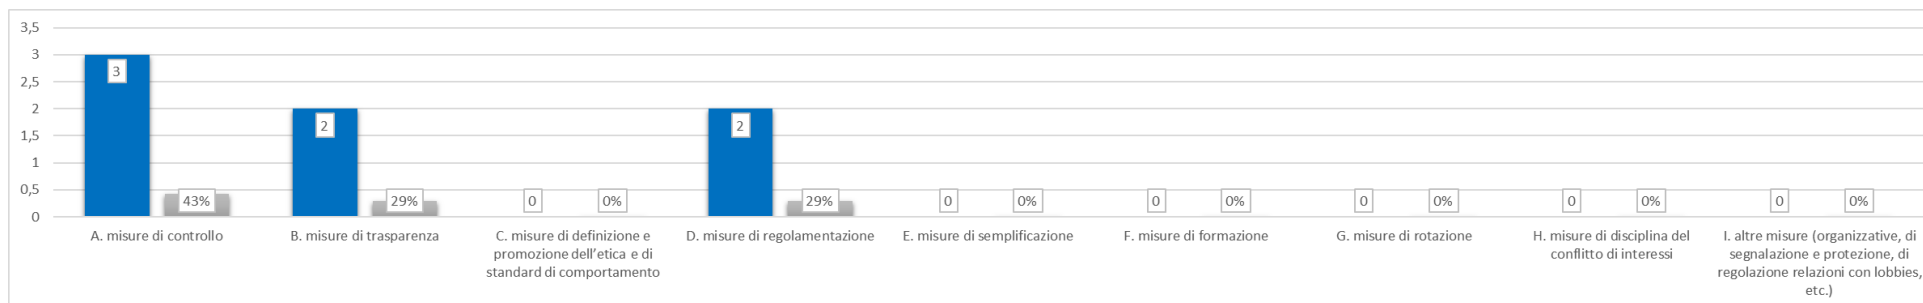 3,5
3
2,5
2
1,5
1
0,5
0
3
43%
2
29%
0
0%
2
29%
0
0%
0
0%
0
0%
0
0%
0
0%
A. misure di controllo
B. misure di trasparenza
C. misure di definizione e
promozione dell'etica e di
standard di comportamento
D. misure di regolamentazione
E. misure di semplificazione
F. misure di formazione
G. misure di rotazione
H. misure di disciplina del
conflitto di interessi
I. altre misure (organizzative, di
segnalazione e protezione, di
regolazione relazioni con lobbies,
etc.)